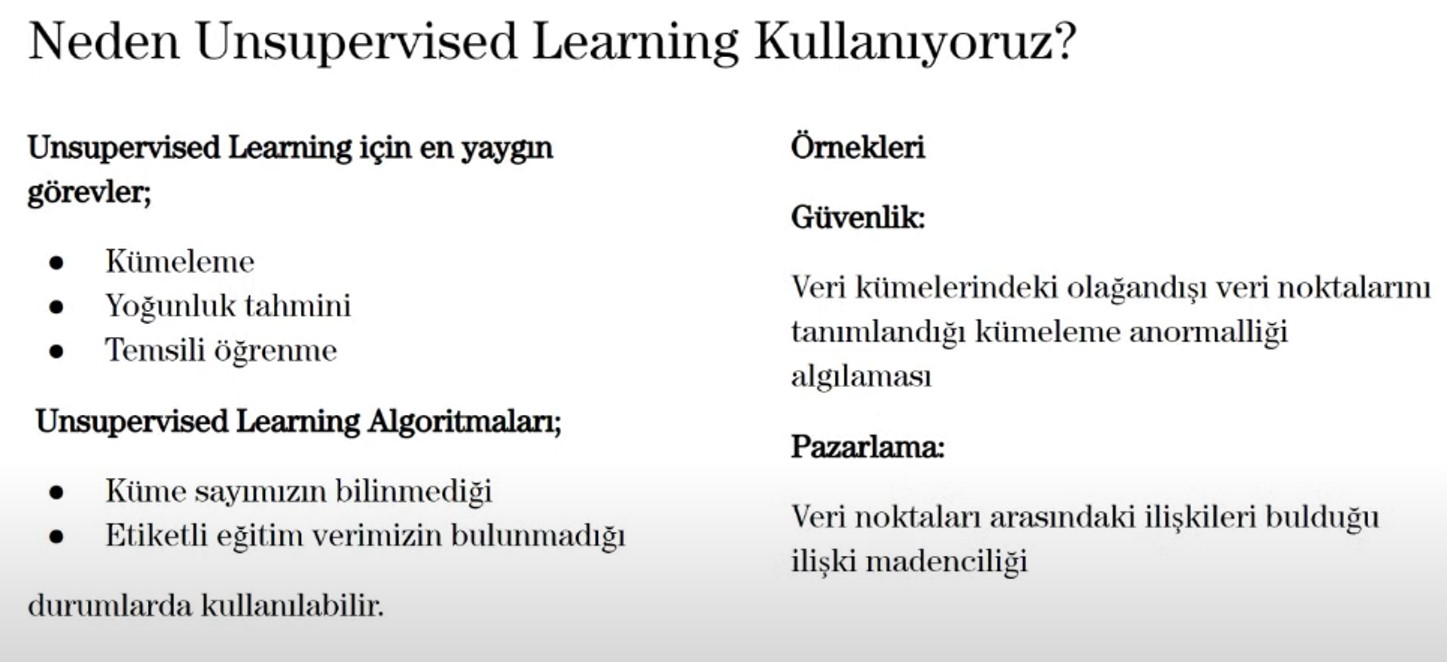 Neden Unsupervised Learning Kullanıyoruz?
Unsupervised Learning için en yaygın
görevler;
● Kümeleme
● Yoğunluk tahmini
● Temsili öğrenme
Unsupervised Learning Algoritmaları;
● Küme sayımızın bilinmediği
● Etiketli eğitim verimizin bulunmadığı
durumlarda kullanılabilir.
Örnekleri
Güvenlik:
Veri kümelerindeki olağandışı veri noktalarını
tanımlandığı kümeleme anormalliği
algılaması
Pazarlama:
Veri noktaları arasındaki ilişkileri bulduğu
ilişki madenciliği